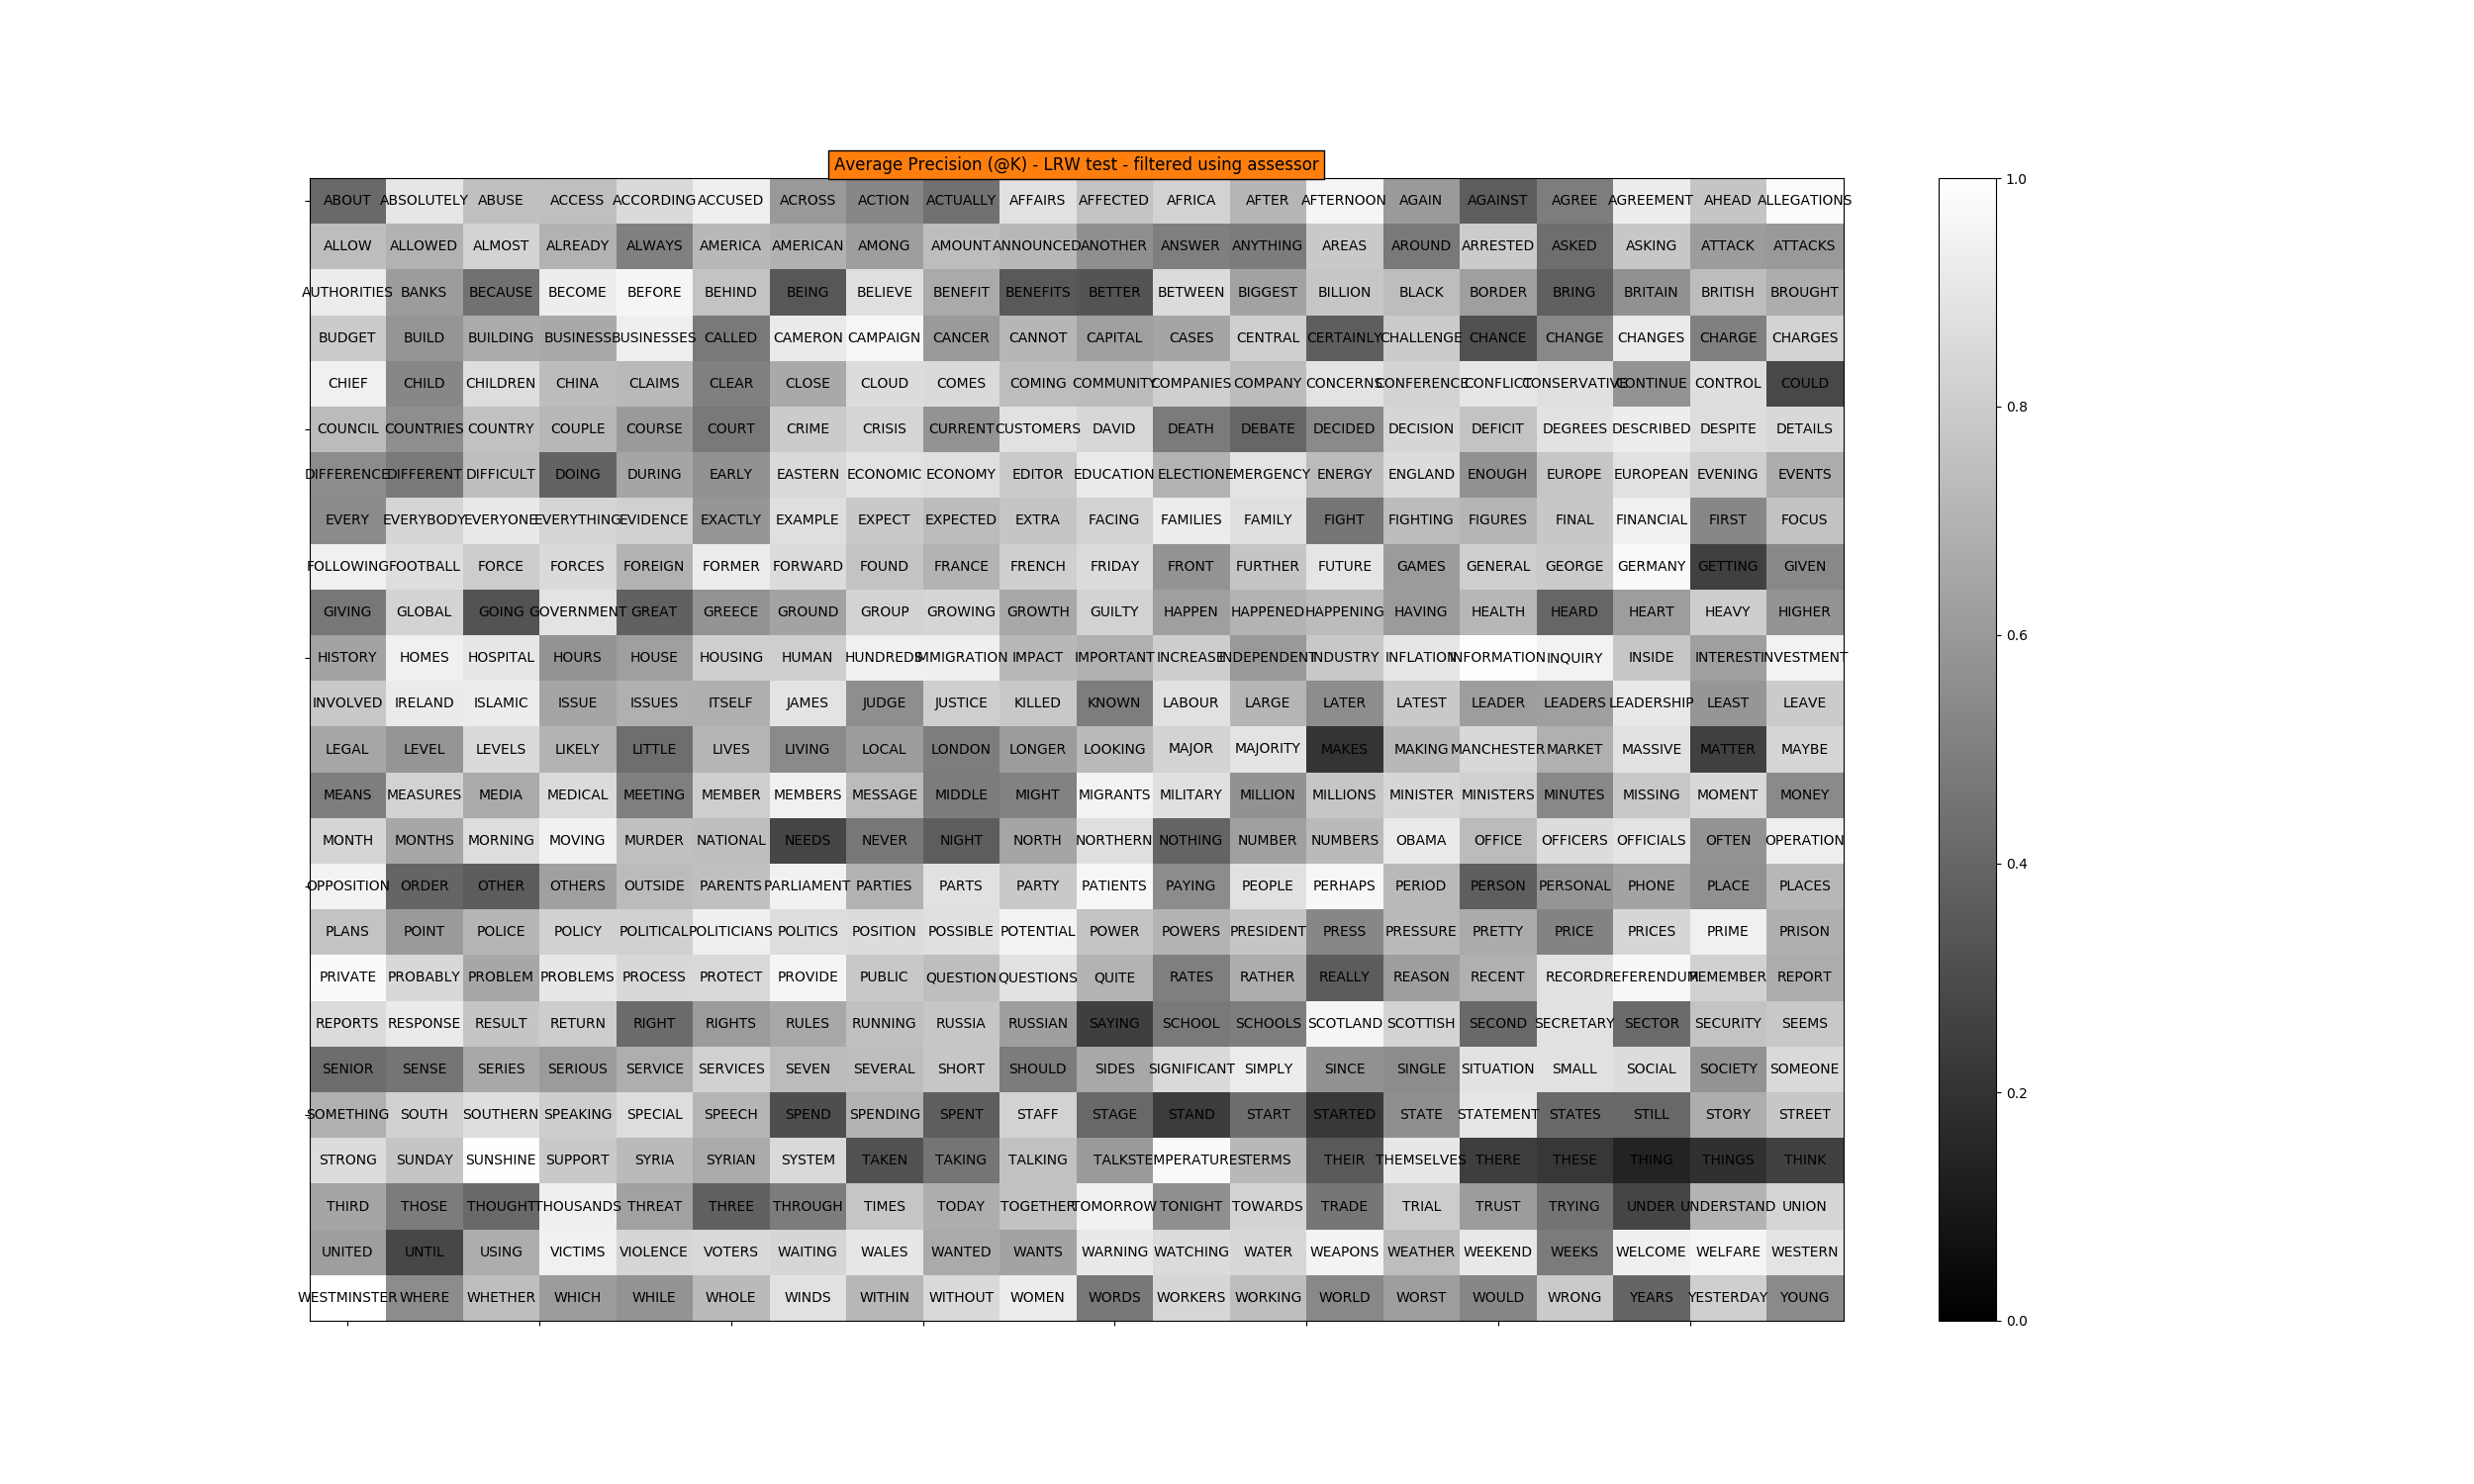 Average Precision (@K) - LRW test - filtered using assessor
ABOUT ABSOLUTELY ABUSE ACCESS ACCORDING ACCUSED ACROSS ACTION ACTUALLY AFFAIRS AFFECTED AFRICA AFTER AFTERNOON AGAIN AGAINST AGREE AGREEMENT AHEAD ALLEGATIONS 1.0
ALLOW ALLOWED ALMOST ALREADY ALWAYS AMERICA AMERICAN AMONG AMOUNT ANNOUNCED ANOTHER ANSWER ANYTHING AREAS AROUND ARRESTED ASKED ASKING ATTACK ATTACKS
AUTHORITIES BANKS BECAUSE BECOME BEFORE BEHIND BEING BELIEVE BENEFIT BENEFITS BETTER BETWEEN BIGGEST BILLION BLACK BORDER BRING BRITAIN BRITISH BROUGHT
BUDGET BUILD BUILDING BUSINESS BUSINESSES CALLED CAMERON CAMPAIGN CANCER CANNOT CAPITAL CASES CENTRAL CERTAINLY CHALLENGE CHANCE CHANGE CHANGES CHARGE CHARGES
CHIEF CHILD CHILDREN CHINA CLAIMS CLEAR CLOSE CLOUD COMES COMING COMMUNITY COMPANIES COMPANY CONCERNS CONFERENCE CONFLICT CONSERVATIVE CONTINUE CONTROL COULD
0.8
COUNCIL COUNTRIES COUNTRY COUPLE COURSE COURT CRIME CRISIS CURRENT CUSTOMERS DAVID DEATH DEBATE DECIDED DECISION DEFICIT DEGREES DESCRIBED DESPITE DETAILS
DIFFERENCE DIFFERENT DIFFICULT DOING DURING EARLY EASTERN ECONOMIC ECONOMY EDITOR EDUCATION ELECTION EMERGENCY ENERGY ENGLAND ENOUGH EUROPE EUROPEAN EVENING EVENTS
EVERY EVERYBODY EVERYONE EVERYTHING EVIDENCE EXACTLY EXAMPLE EXPECT EXPECTED EXTRA FACING FAMILIES FAMILY FIGHT FIGHTING FIGURES FINAL FINANCIAL FIRST FOCUS
FOLLOWING FOOTBALL FORCE FORCES FOREIGN FORMER FORWARD FOUND FRANCE FRENCH FRIDAY FRONT FURTHER FUTURE GAMES GENERAL GEORGE GERMANY GETTING GIVEN
GIVING GLOBAL GOING GOVERNMENT GREAT GREECE GROUND GROUP GROWING GROWTH GUILTY HAPPEN HAPPENED HAPPENING HAVING HEALTH HEARD HEART HEAVY HIGHER
0.6
HISTORY HOMES HOSPITAL HOURS HOUSE HOUSING HUMAN HUNDREDS IMMIGRATION IMPACT IMPORTANT INCREASE INDEPENDENT INDUSTRY INFLATION INFORMATION INQUIRY INSIDE INTEREST INVESTMENT
INVOLVED IRELAND ISLAMIC ISSUE ISSUES ITSELF JAMES JUDGE JUSTICE KILLED KNOWN LABOUR LARGE LATER LATEST LEADER LEADERS LEADERSHIP LEAST LEAVE
LEGAL LEVEL LEVELS LIKELY LITTLE LIVES LIVING LOCAL LONDON LONGER LOOKING MAJOR MAJORITY MAKES MAKING MANCHESTER MARKET MASSIVE MATTER MAYBE
MEANS MEASURES MEDIA MEDICAL MEETING MEMBER MEMBERS MESSAGE MIDDLE MIGHT MIGRANTS MILITARY MILLION MILLIONS MINISTER MINISTERS MINUTES MISSING MOMENT MONEY
MONTH MONTHS MORNING MOVING MURDER NATIONAL NEEDS NEVER NIGHT NORTH NORTHERN NOTHING NUMBER NUMBERS OBAMA OFFICE OFFICERS OFFICIALS OFTEN OPERATION
0.4
OPPOSITION ORDER OTHER OTHERS OUTSIDE PARENTS PARLIAMENT PARTIES PARTS PARTY PATIENTS PAYING PEOPLE PERHAPS PERIOD PERSON PERSONAL PHONE PLACE PLACES
PLANS POINT POLICE POLICY POLITICAL POLITICIANS POLITICS POSITION POSSIBLE POTENTIAL POWER POWERS PRESIDENT PRESS PRESSURE PRETTY PRICE PRICES PRIME PRISON
PRIVATE PROBABLY PROBLEM PROBLEMS PROCESS PROTECT PROVIDE PUBLIC QUESTION QUESTIONS QUITE RATES RATHER REALLY REASON RECENT RECORD REFERENDUM REMEMBER REPORT
REPORTS RESPONSE RESULT RETURN RIGHT RIGHTS RULES RUNNING RUSSIA RUSSIAN SAYING SCHOOL SCHOOLS SCOTLAND SCOTTISH SECOND SECRETARY SECTOR SECURITY SEEMS
SENIOR SENSE SERIES SERIOUS SERVICE SERVICES SEVEN SEVERAL SHORT SHOULD SIDES SIGNIFICANT SIMPLY SINCE SINGLE SITUATION SMALL SOCIAL SOCIETY SOMEONE
0.2
SOMETHING SOUTH SOUTHERN SPEAKING SPECIAL SPEECH SPEND SPENDING SPENT STAFF STAGE STAND START STARTED STATE STATEMENT STATES STILL STORY STREET
STRONG SUNDAY SUNSHINE SUPPORT SYRIA SYRIAN SYSTEM TAKEN TAKING TALKING TALKS TEMPERATURES TERMS THEIR THEMSELVES THERE THESE THING THINGS THINK
THIRD THOSE THOUGHT THOUSANDS THREAT THREE THROUGH TIMES TODAY TOGETHER TOMORROW TONIGHT TOWARDS TRADE TRIAL TRUST TRYING UNDER UNDERSTAND UNION
UNITED UNTIL USING VICTIMS VIOLENCE VOTERS WAITING WALES WANTED WANTS WARNING WATCHING WATER WEAPONS WEATHER WEEKEND WEEKS WELCOME WELFARE WESTERN
WESTMINSTER WHERE WHETHER WHICH WHILE WHOLE WINDS WITHIN WITHOUT WOMEN WORDS WORKERS WORKING WORLD WORST WOULD WRONG YEARS YESTERDAY YOUNG
0.0